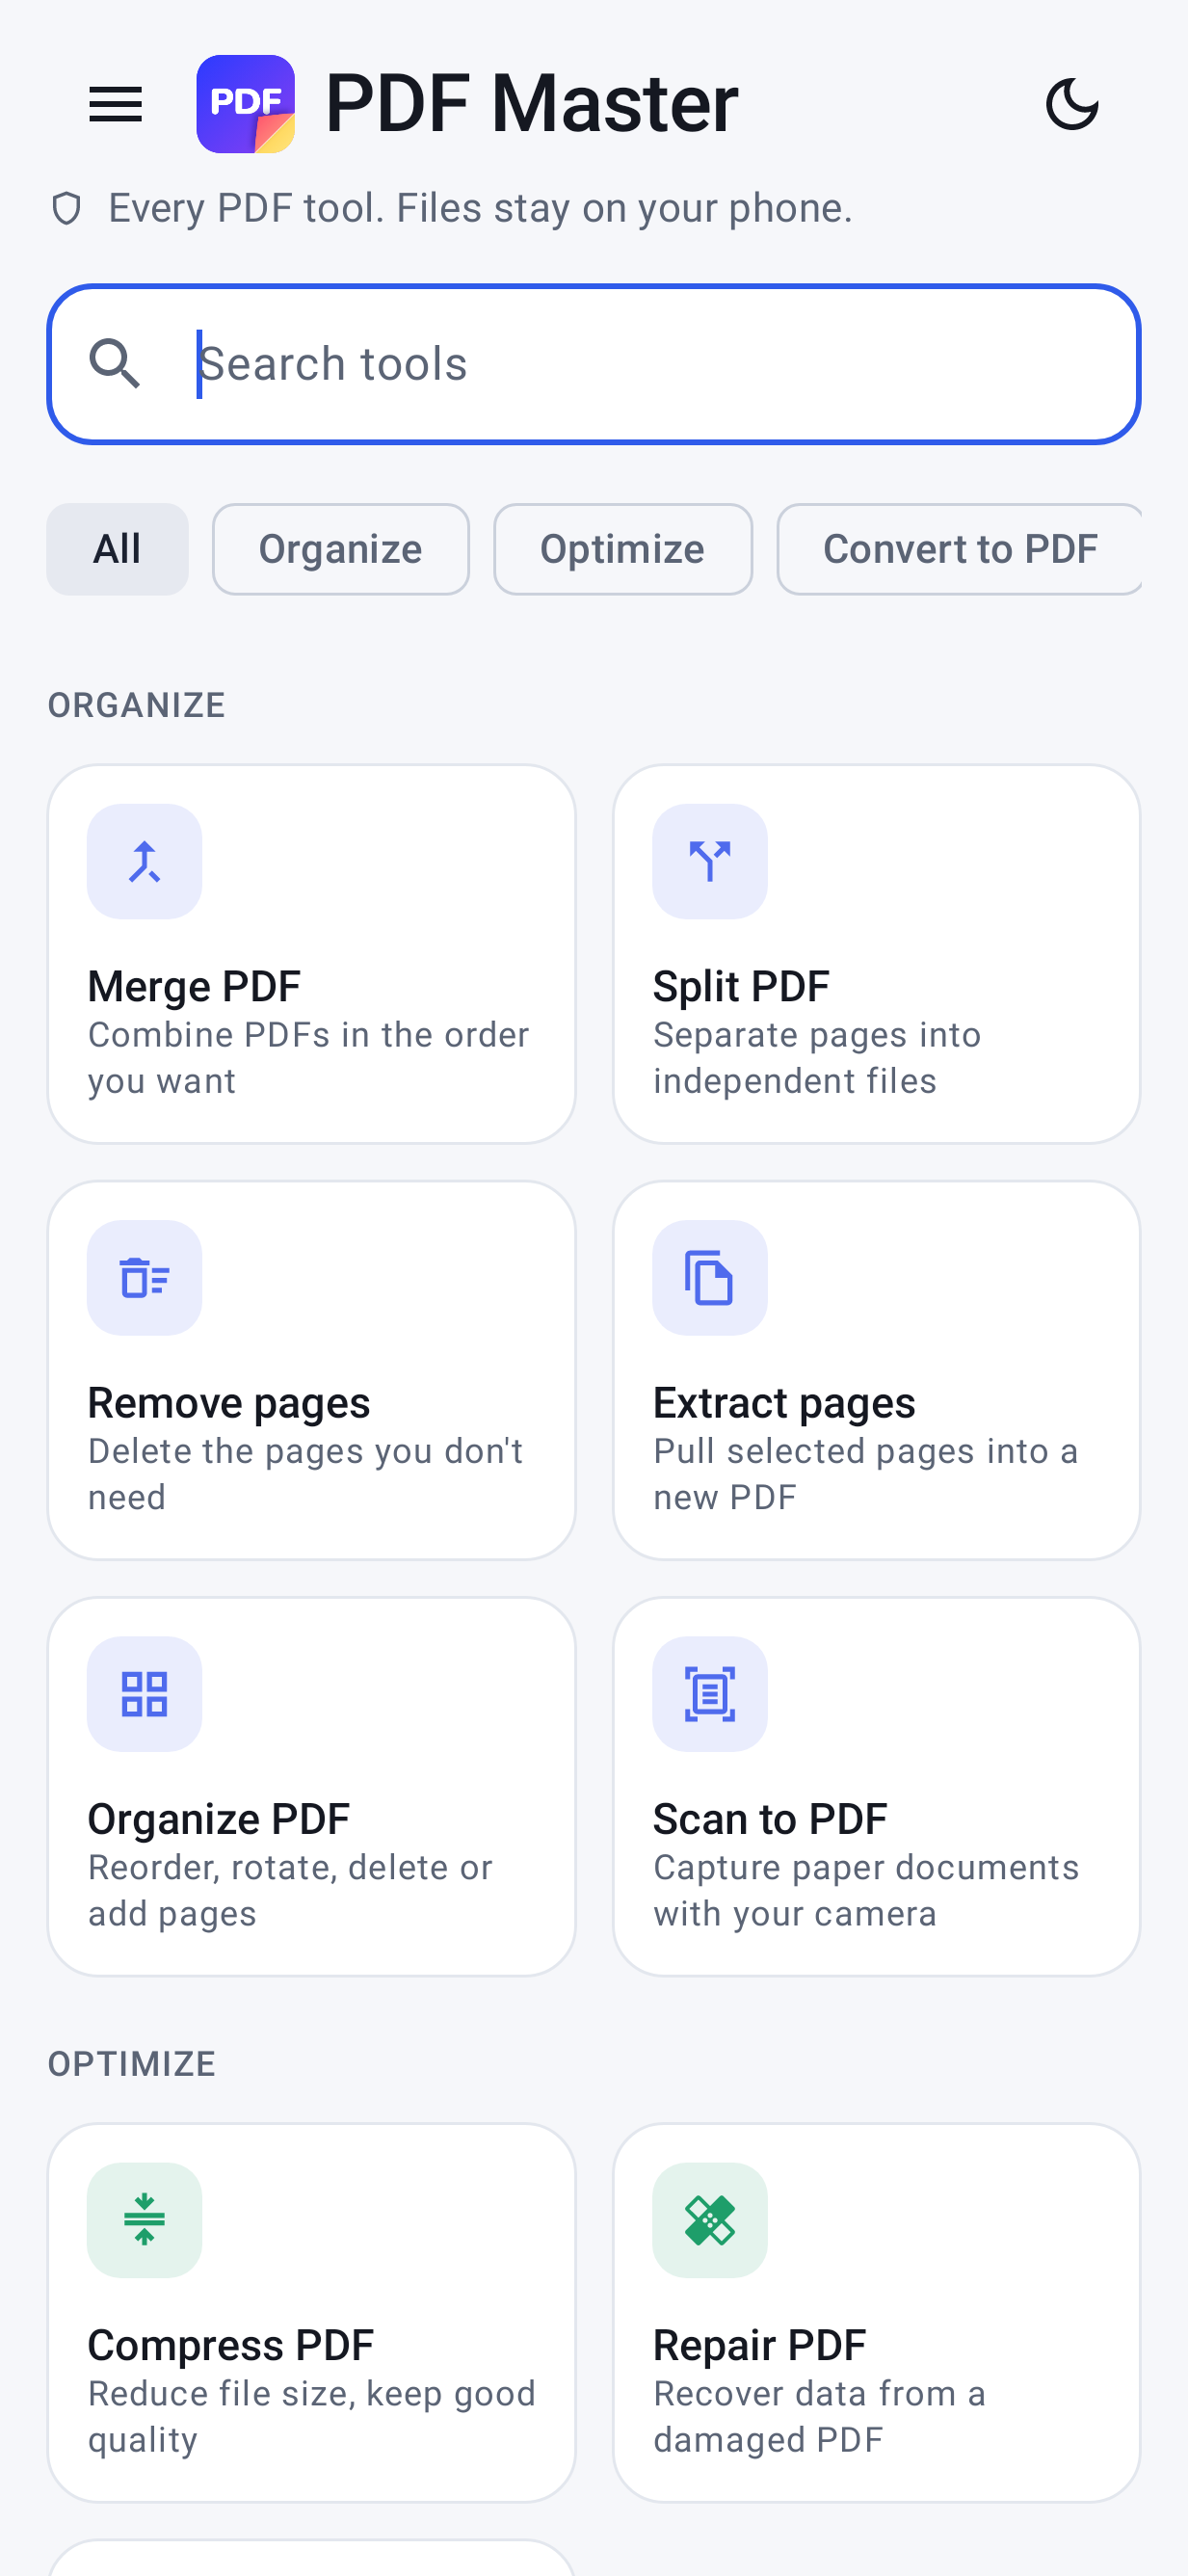 PDF
PDF Master
Every PDF tool. Files stay on your phone.
Search tools
All
Organize
Optimize
Convert to PDF
ORGANIZE
Merge PDF
Combine PDFs in the order
you want
Split PDF
Separate pages into
independent files
Remove pages
Delete the pages you don't
need
Extract pages
Pull selected pages into a
new PDF
Organize PDF
Reorder, rotate, delete or
add pages
Scan to PDF
Capture paper documents
with your camera
OPTIMIZE
Compress PDF
Reduce file size, keep good
quality
Repair PDF
Recover data from a
damaged PDF